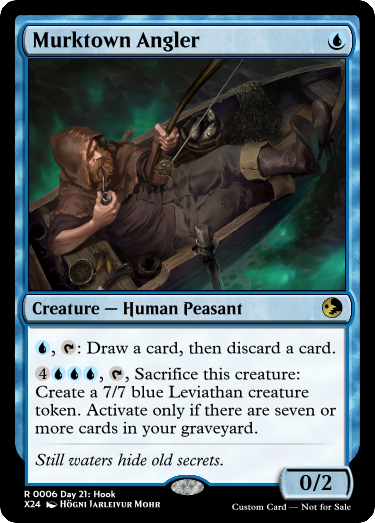 Murktown Angler
Creature — Human Peasant
, : Draw a card, then discard a card.
4, , Sacrifice this creature:
Create a 7/7 blue Leviathan creature
token. Activate only if there are seven or
more cards in your graveyard.
Still waters hide old secrets.
0/2
R 0006 Day 21: Hook
X24 Högni Jarleivur Mohr
Custom Card — Not for Sale